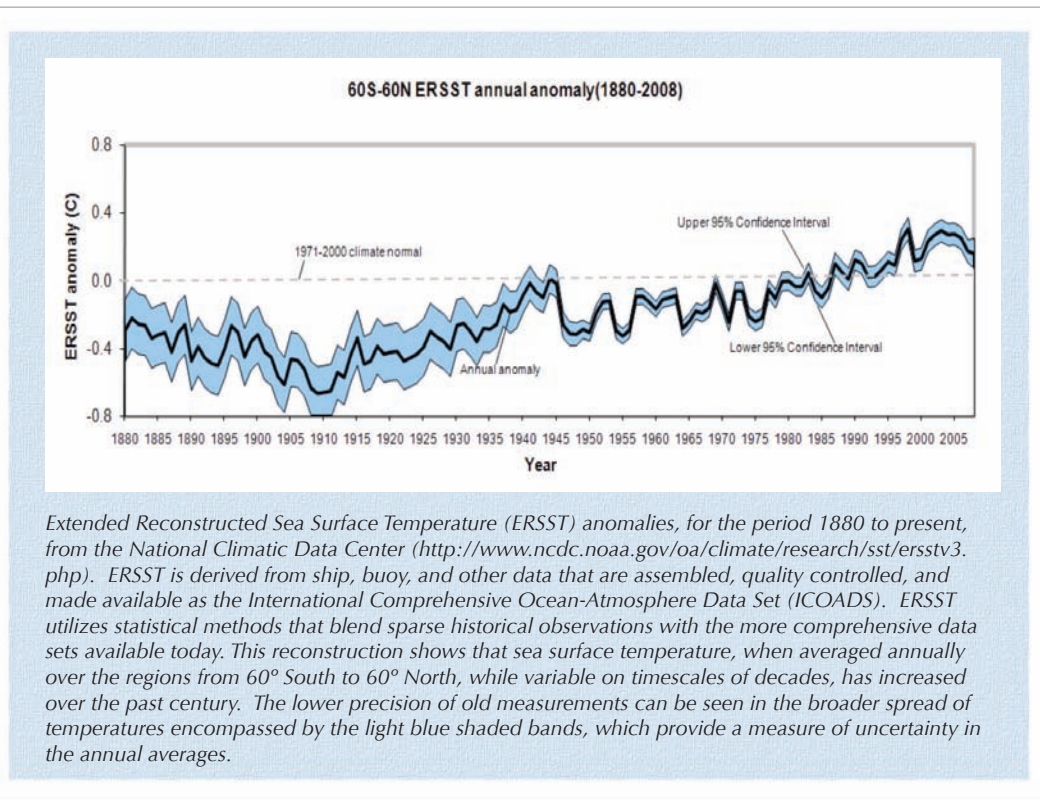 60S-60N ERSST annual anomaly(1880-2008)
0.8
0.4
0.0
-0.4
-0.8
ERSST anomaly (C)
1971-2000 climate normal
Upper 95% Confidence Interval
Annual anomaly
Lower 95% Confidence Interval
1880 1885 1890 1895 1900 1905 1910 1915 1920 1925 1930 1935 1940 1945 1950 1955 1960 1965 1970 1975 1980 1985 1990 1995 2000 2005
Year
Extended Reconstructed Sea Surface Temperature (ERSST) anomalies, for the period 1880 to present,
from the National Climatic Data Center (http://www.ncdc.noaa.gov/oa/climate/research/sst/ersstv3.
php).  ERSST is derived from ship, buoy, and other data that are assembled, quality controlled, and
made available as the International Comprehensive Ocean-Atmosphere Data Set (ICOADS).  ERSST
utilizes statistical methods that blend sparse historical observations with the more comprehensive data
sets available today. This reconstruction shows that sea surface temperature, when averaged annually
over the regions from 60º South to 60º North, while variable on timescales of decades, has increased
over the past century.  The lower precision of old measurements can be seen in the broader spread of
temperatures encompassed by the light blue shaded bands, which provide a measure of uncertainty in
the annual averages.